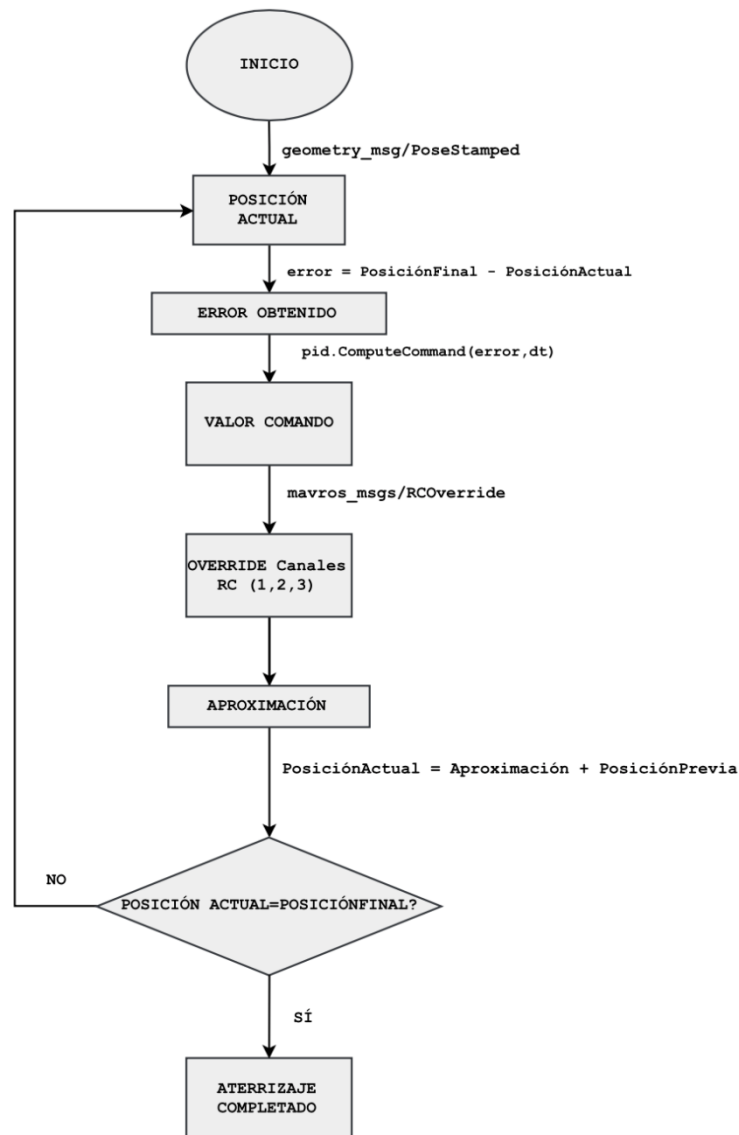 INICIO
geometry_msg/PoseStamped
POSICIÓN
ACTUAL
error = PosiciónFinal - PosiciónActual
ERROR OBTENIDO
pid.ComputeCommand(error,dt)
VALOR COMANDO
mavros_msgs/RCOverride
OVERRIDE Canales
RC (1,2,3)
APROXIMACIÓN
PosiciónActual = Aproximación + PosiciónPrevia
NO
POSICIÓN ACTUAL=POSICIÓNFINAL?
SÍ
ATERRIZAJE
COMPLETADO